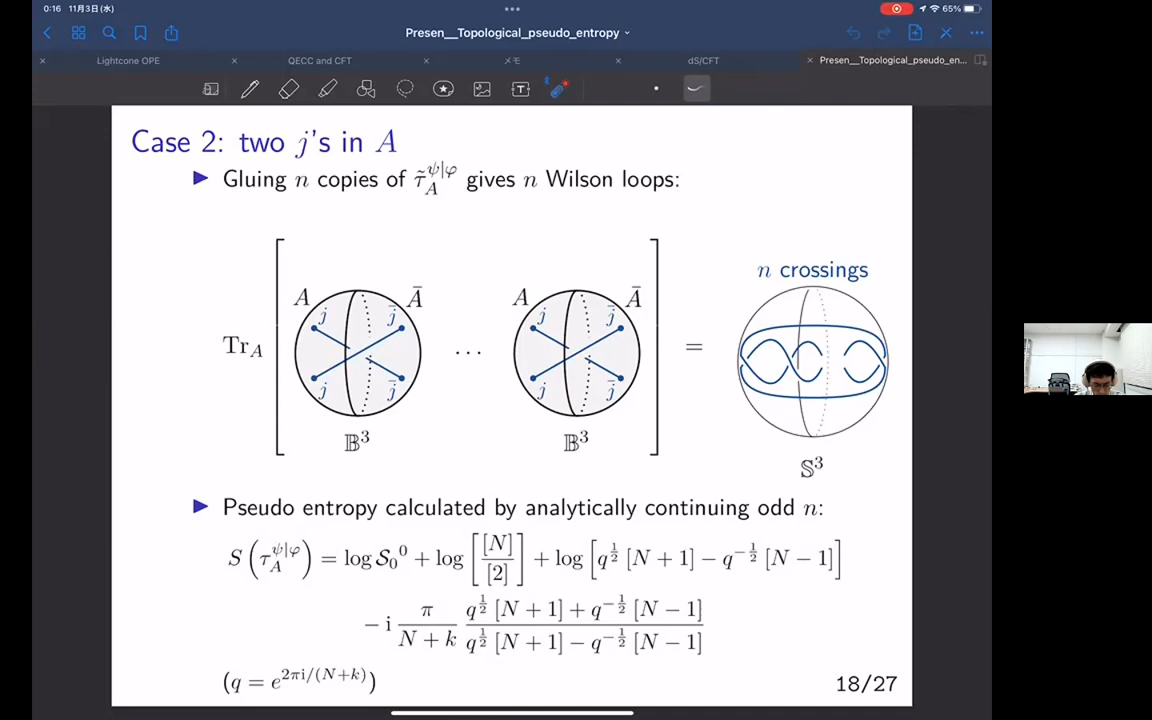 0:16 11月3日(水)
65%
Presen__Topological_pseudo_entropy
Lightcone OPE
QECC and CFT
メモ
dS/CFT
Presen__Topological_pseudo_en...
Case 2: two j's in A
Gluing n copies of τ̃_A^{ψ|φ} gives n Wilson loops:
n crossings
A Ā A Ā
j j̄ j j̄
Tr_A [ ... ] =
j j̄ j j̄
𝔹³ 𝔹³
𝕊³
Pseudo entropy calculated by analytically continuing odd n:
S(τ_A^{ψ|φ}) = log 𝒮₀⁰ + log [[N]/[2]] + log [q^{1/2} [N + 1] − q^{−1/2} [N − 1]]
− i π/(N + k) (q^{1/2} [N + 1] + q^{−1/2} [N − 1])/(q^{1/2} [N + 1] − q^{−1/2} [N − 1])
(q = e^{2πi/(N+k)})
18/27